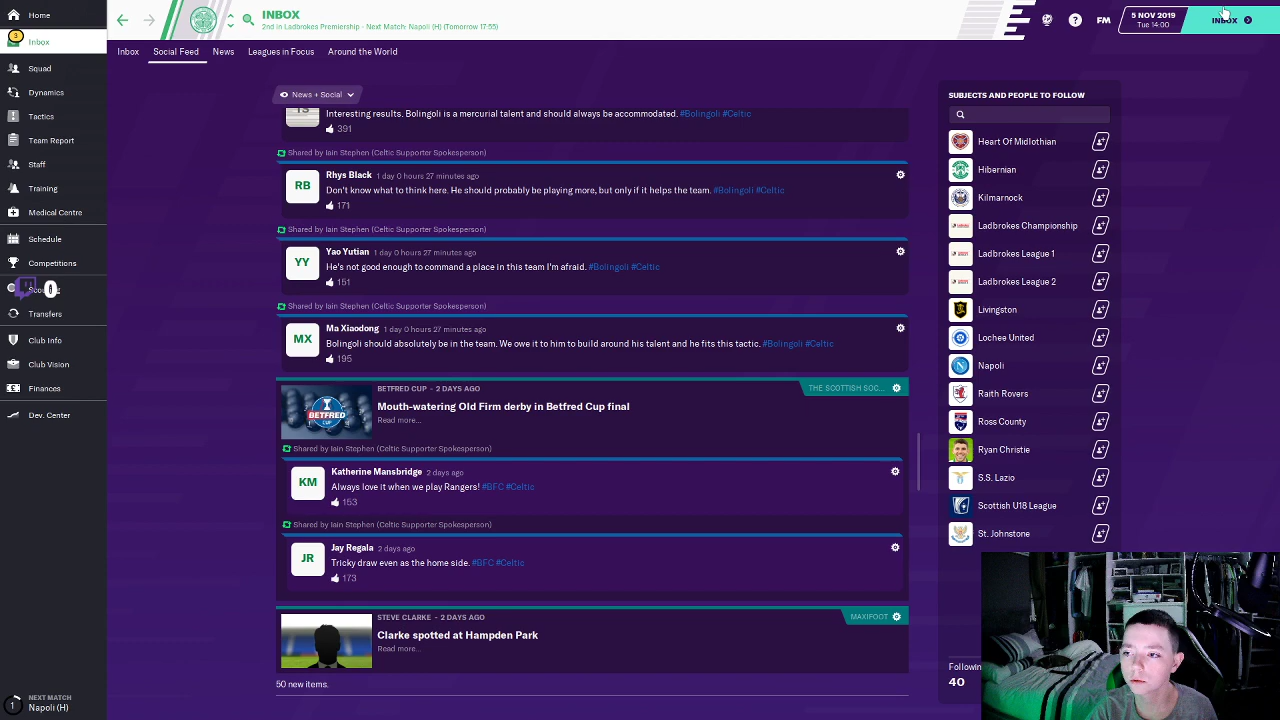 INBOX
2nd in Ladbrokes Premiership - Next Match: Napoli (H) (Tomorrow 17:55)
FM
5 NOV 2019
Tue 14:00
INBOX
Home
3
Inbox
Squad
Dynamics
Tactics
Team Report
Staff
Training
Medical Centre
Schedule
Competitions
Transfers
Club Info
Club Vision
Finances
Dev. Center
1
NEXT MATCH
Napoli (H)
Inbox
Social Feed
News
Leagues in Focus
Around the World
News + Social
Interesting results. Bolingoli is a mercurial talent and should always be accommodated. #Bolingoli #Celtic
391
Shared by Iain Stephen (Celtic Supporter Spokesperson)
RB
Rhys Black 1 day 0 hours 27 minutes ago
Don't know what to think here. He should probably be playing more, but only if it helps the team. #Bolingoli #Celtic
171
Shared by Iain Stephen (Celtic Supporter Spokesperson)
YY
Yao Yutian 1 day 0 hours 27 minutes ago
He's not good enough to command a place in this team I'm afraid. #Bolingoli #Celtic
151
Shared by Iain Stephen (Celtic Supporter Spokesperson)
MX
Ma Xiaodong 1 day 0 hours 27 minutes ago
Bolingoli should absolutely be in the team. We owe it to him to build around his talent and he fits this tactic. #Bolingoli #Celtic
195
BETFRED CUP - 2 DAYS AGO
THE SCOTTISH SOC...
BETFRED
CUP
Mouth-watering Old Firm derby in Betfred Cup final
Read more...
Shared by Iain Stephen (Celtic Supporter Spokesperson)
KM
Katherine Mansbridge 2 days ago
Always love it when we play Rangers! #BFC #Celtic
153
Shared by Iain Stephen (Celtic Supporter Spokesperson)
JR
Jay Regala 2 days ago
Tricky draw even as the home side. #BFC #Celtic
173
STEVE CLARKE - 2 DAYS AGO
MAXIFOOT
Clarke spotted at Hampden Park
Read more...
50 new items.
SUBJECTS AND PEOPLE TO FOLLOW
Heart Of Midlothian
Hibernian
Kilmarnock
Ladbrokes Championship
Ladbrokes League 1
Ladbrokes League 2
Livingston
Lochee United
Napoli
Raith Rovers
Ross County
Ryan Christie
S.S. Lazio
Scottish U18 League
St. Johnstone
Following
40